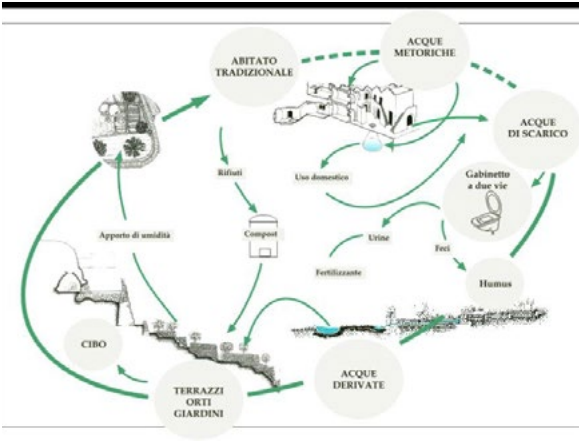 ABITATO
TRADIZIONALE
ACQUE
METORICHE
ACQUE
DI SCARICO
Rifiuti
Uso domestico
Gabinetto
a due vie
Apporto di umidità
Compost
Urine
Feci
Fertilizzante
Humus
CIBO
TERRAZZI
ORTI
GIARDINI
ACQUE
DERIVATE